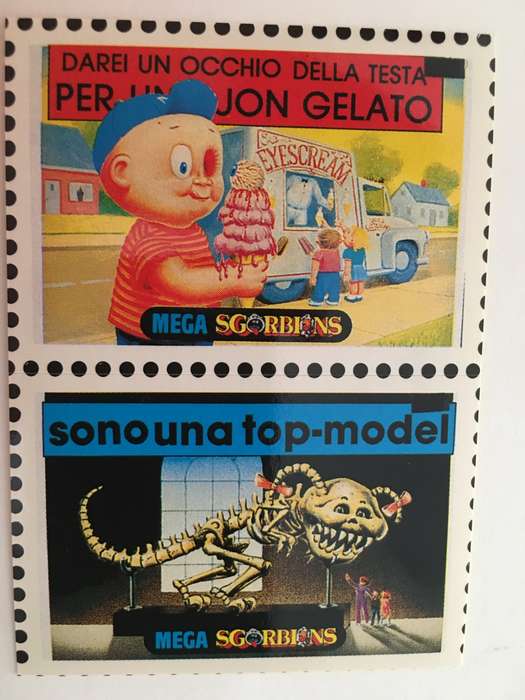 DAREI UN OCCHIO DELLA TESTA
PER UN BUON GELATO
EYESCREAM
MEGA SGORBIONS
sono una top-model
MEGA SGORBIONS